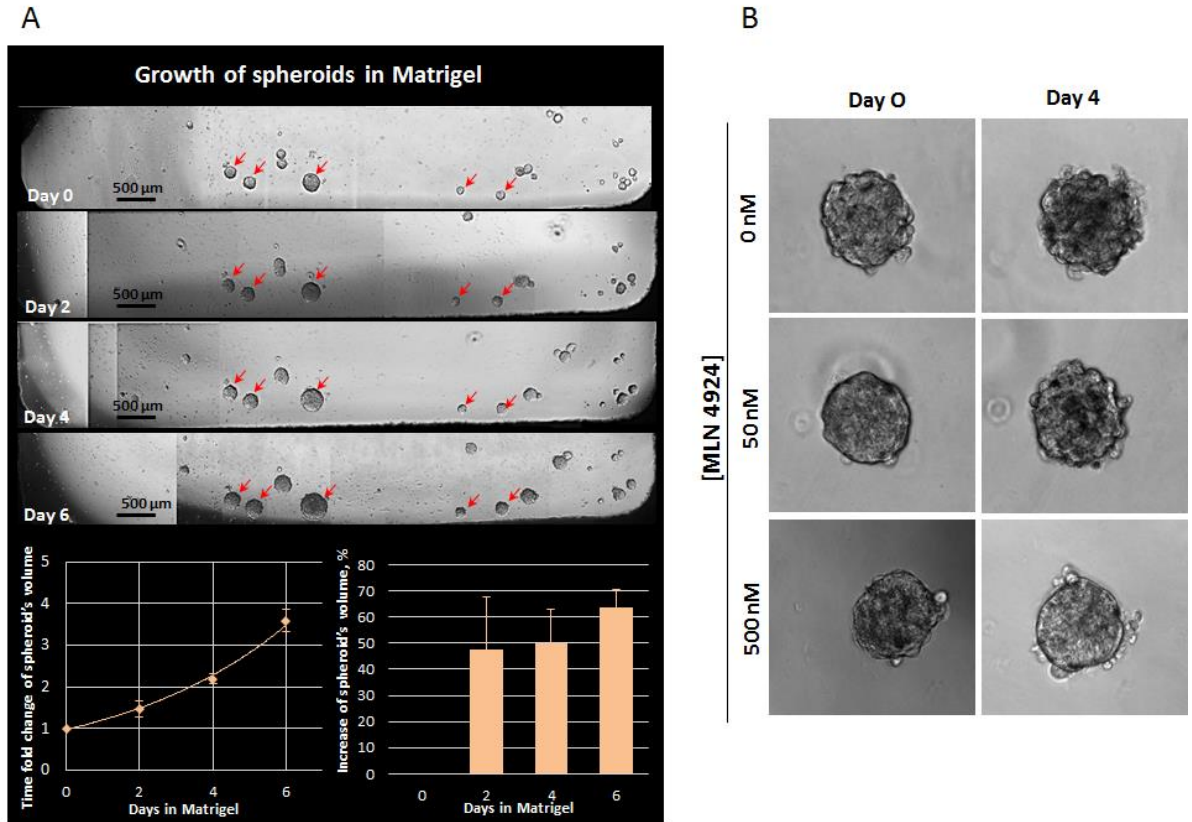 A
Growth of spheroids in Matrigel
Day 0
500 µm
Day 2
500 µm
Day 4
500 µm
Day 6
500 µm
Time fold change of spheroid's volume
5
4
3
2
1
0
0 2 4 6
Days in Matrigel
Increase of spheroid's volume, %
80
70
60
50
40
30
20
10
0
0 2 4 6
Days in Matrigel
B
Day O Day 4
[MLN 4924]
0 nM
50 nM
500 nM